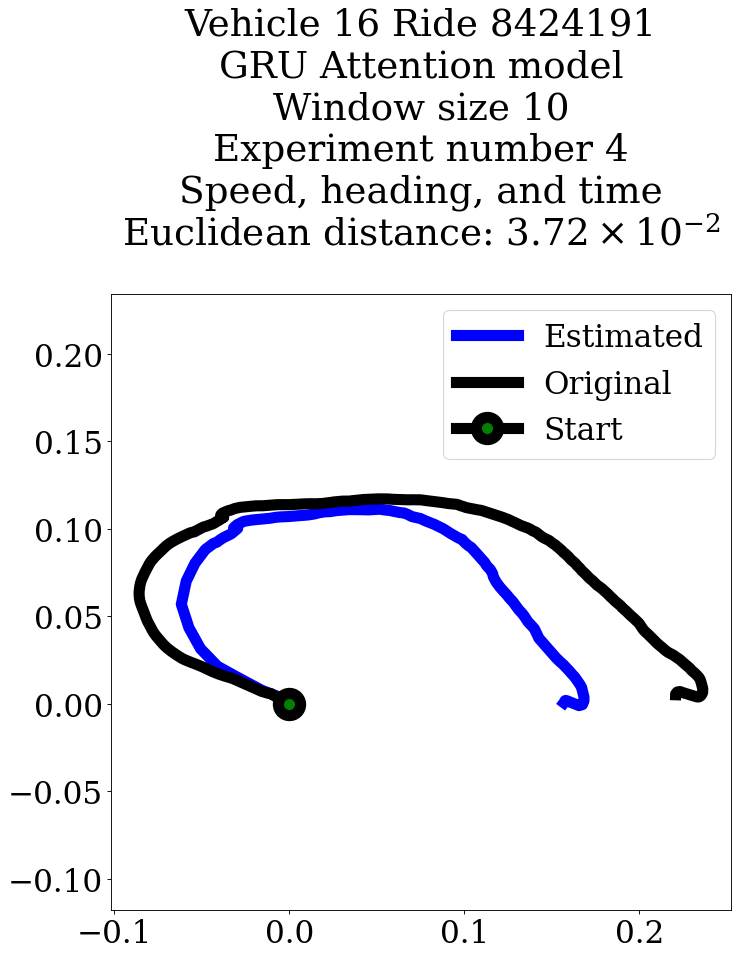 Vehicle 16 Ride 8424191
GRU Attention model
Window size 10
Experiment number 4
Speed, heading, and time
Euclidean distance: 3.72 × 10⁻²
Estimated
Original
Start
0.20
0.15
0.10
0.05
0.00
−0.05
−0.10
−0.1
0.0
0.1
0.2